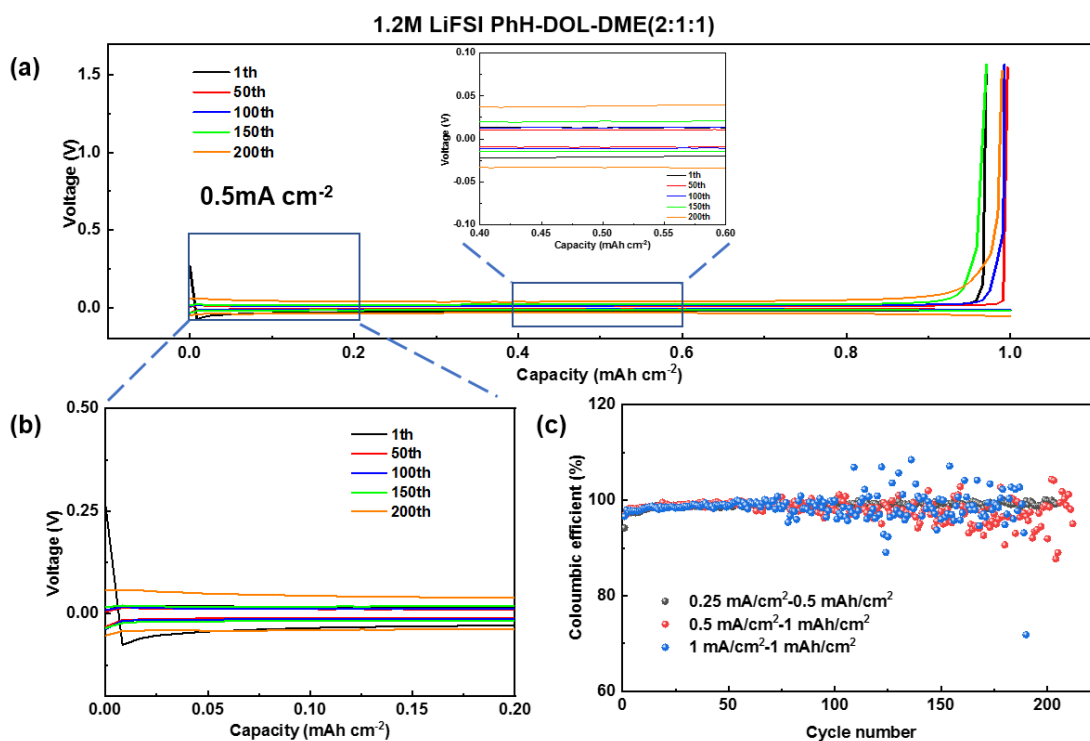 1.2M LiFSI PhH-DOL-DME(2:1:1)
(a)
1th
50th
100th
150th
200th
0.5mA cm-2
Voltage (V)
1.5
1.0
0.5
0.0
0.0
0.2
0.4
0.6
0.8
1.0
Capacity (mAh cm-2)
Voltage (V)
0.10
0.05
0.00
-0.05
-0.10
1th
50th
100th
150th
200th
0.40
0.45
0.50
0.55
0.60
Capacity (mAh cm-2)
(b)
1th
50th
100th
150th
200th
Voltage (V)
0.50
0.25
0.00
0.00
0.05
0.10
0.15
0.20
Capacity (mAh cm-2)
(c)
Coloumbic efficient (%)
120
100
80
60
0.25 mA/cm2-0.5 mAh/cm2
0.5 mA/cm2-1 mAh/cm2
1 mA/cm2-1 mAh/cm2
0
50
100
150
200
Cycle number